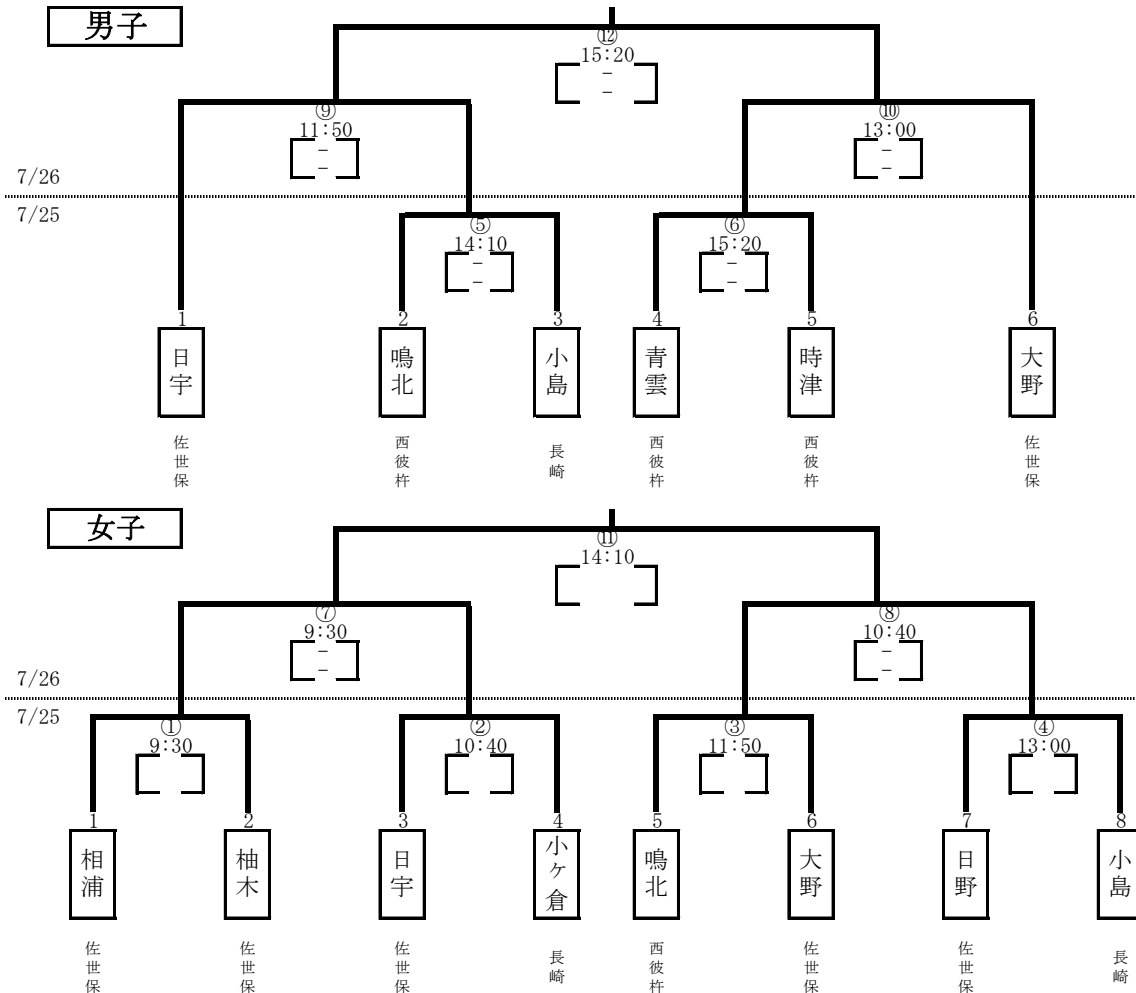 男子
⑫
15:20
-
-
⑨
⑩
11:50
13:00
-
-
-
-
7/26
7/25
⑤
⑥
14:10
15:20
-
-
-
-
1
2
3
4
5
6
日宇
鳴北
小島
青雲
時津
大野
佐世保
西彼杵
長崎
西彼杵
西彼杵
佐世保
女子
⑪
14:10
⑦
⑧
9:30
10:40
-
-
-
-
7/26
7/25
①
②
③
④
9:30
10:40
11:50
13:00
1
2
3
4
5
6
7
8
相浦
柚木
日宇
小ヶ倉
鳴北
大野
日野
小島
佐世保
佐世保
佐世保
長崎
西彼杵
佐世保
佐世保
長崎